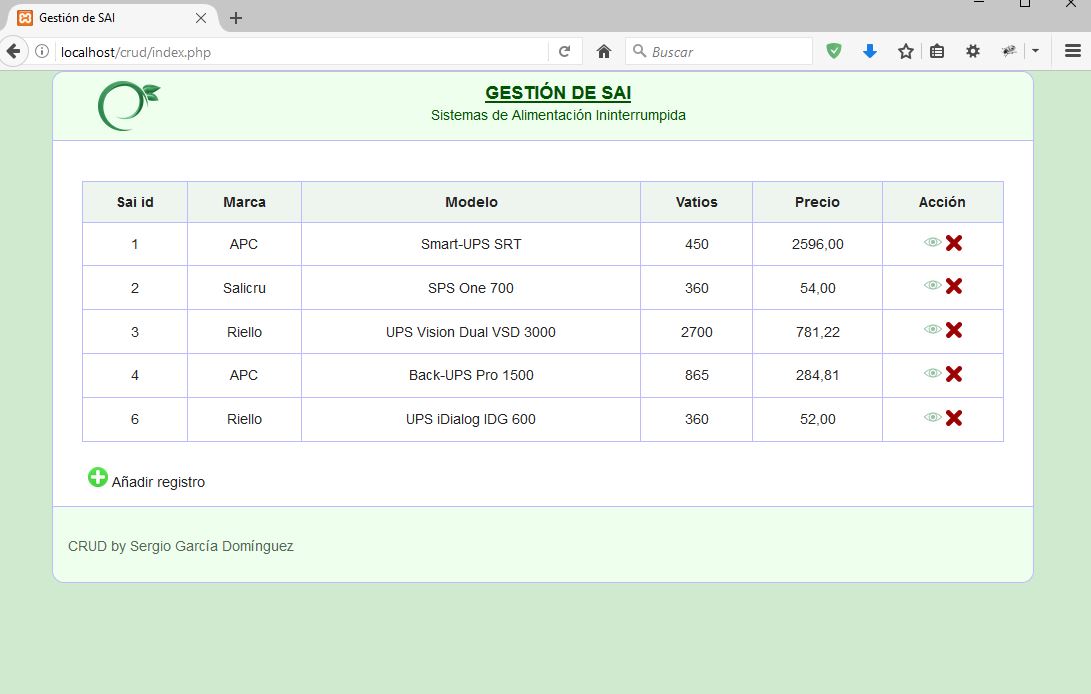 Gestión de SAI
localhost/crud/index.php
Buscar
GESTIÓN DE SAI
Sistemas de Alimentación Ininterrumpida
Sai id Marca Modelo Vatios Precio Acción
1 APC Smart-UPS SRT 450 2596,00
2 Salicru SPS One 700 360 54,00
3 Riello UPS Vision Dual VSD 3000 2700 781,22
4 APC Back-UPS Pro 1500 865 284,81
6 Riello UPS iDialog IDG 600 360 52,00
Añadir registro
CRUD by Sergio García Domínguez